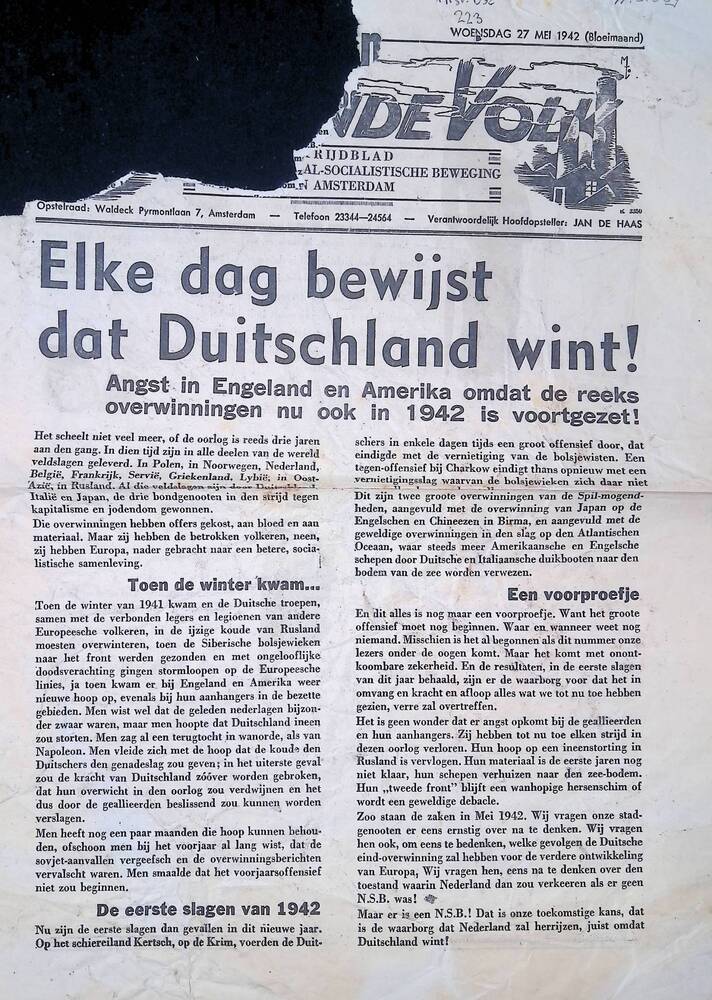 223
WOENSDAG 27 MEI 1942 (Bloeimaand)
NDE VOLK
RIJDBLAD
AL-SOCIALISTISCHE BEWEGING
AMSTERDAM
Opstelraad: Waldeck Pyrmontlaan 7, Amsterdam — Telefoon 23344—24564 — Verantwoordelijk Hoofdopsteller: JAN DE HAAS
K 2350
Elke dag bewijst
dat Duitschland wint!
Angst in Engeland en Amerika omdat de reeks
overwinningen nu ook in 1942 is voortgezet!
Het scheelt niet veel meer, of de oorlog is reeds drie jaren
aan den gang. In dien tijd zijn in alle deelen van de wereld
veldslagen geleverd. In Polen, in Noorwegen, Nederland,
België, Frankrijk, Servië, Griekenland, Lybië, in Oost-
Azië, in Rusland. Al die veldslagen zijn door Duitschland,
Italië en Japan, de drie bondgenooten in den strijd tegen
kapitalisme en jodendom gewonnen.
Die overwinningen hebben offers gekost, aan bloed en aan
materiaal. Maar zij hebben de betrokken volkeren, neen,
zij hebben Europa, nader gebracht naar een betere, socia-
listische samenleving.
Toen de winter kwam...
Toen de winter van 1941 kwam en de Duitsche troepen,
samen met de verbonden legers en legioenen van andere
Europeesche volkeren, in de ijzige koude van Rusland
moesten overwinteren, toen de Siberische bolsjewieken
naar het front werden gezonden en met ongelooflijke
doodsverachting gingen stormloopen op de Europeesche
linies, ja toen kwam er bij Engeland en Amerika weer
nieuwe hoop op, evenals bij hun aanhangers in de bezette
gebieden. Men wist wel dat de geleden nederlagen bijzon-
der zwaar waren, maar men hoopte dat Duitschland ineen
zou storten. Men zag al een terugtocht in wanorde, als van
Napoleon. Men vleide zich met de hoop dat de koude den
Duitschers den genadeslag zou geven; in het uiterste geval
zou de kracht van Duitschland zóóver worden gebroken,
dat hun overwicht in den oorlog zou verdwijnen en het
dus door de geallieerden beslissend zou kunnen worden
verslagen.
Men heeft nog een paar maanden die hoop kunnen behou-
den, ofschoon men bij het voorjaar al lang wist, dat de
sovjet-aanvallen vergeefsch en de overwinningsberichten
vervalscht waren. Men smaalde dat het voorjaarsoffensief
niet zou beginnen.
De eerste slagen van 1942
Nu zijn de eerste slagen dan gevallen in dit nieuwe jaar.
Op het schiereiland Kertsch, op de Krim, voerden de Duit-
schers in enkele dagen tijds een groot offensief door, dat
eindigde met de vernietiging van de bolsjewisten. Een
tegen-offensief bij Charkow eindigt thans opnieuw met een
vernietigingsslag waarvan de bolsjewieken zich daar niet
Dit zijn twee groote overwinningen van de Spil-mogend-
heden, aangevuld met de overwinning van Japan op de
Engelschen en Chineezen in Birma, en aangevuld met de
geweldige overwinningen in den slag op den Atlantischen
Oceaan, waar steeds meer Amerikaansche en Engelsche
schepen door Duitsche en Italiaansche duikbooten naar den
bodem van de zee worden verwezen.
Een voorproefje
En dit alles is nog maar een voorproefje. Want het groote
offensief moet nog beginnen. Waar en wanneer weet nog
niemand. Misschien is het al begonnen als dit nummer onze
lezers onder de oogen komt. Maar het komt met onont-
koombare zekerheid. En de resultaten, in de eerste slagen
van dit jaar behaald, zijn er de waarborg voor dat het in
omvang en kracht en afloop alles wat we tot nu toe hebben
gezien, verre zal overtreffen.
Het is geen wonder dat er angst opkomt bij de geallieerden
en hun aanhangers. Zij hebben tot nu toe elken strijd in
dezen oorlog verloren. Hun hoop op een ineenstorting in
Rusland is vervlogen. Hun materiaal is de eerste jaren nog
niet klaar, hun schepen verhuizen naar den zee-bodem.
Hun „tweede front” blijft een wanhopige hersenschim of
wordt een geweldige debacle.
Zoo staan de zaken in Mei 1942. Wij vragen onze stad-
genooten er eens ernstig over na te denken. Wij vragen
hen ook, om eens te bedenken, welke gevolgen de Duitsche
eind-overwinning zal hebben voor de verdere ontwikkeling
van Europa, Wij vragen hen, eens na te denken over den
toestand waarin Nederland zou verkeeren als er geen
N.S.B. was!
Maar er is een N.S.B.! Dat is onze toekomstige kans, dat
is de waarborg dat Nederland zal herrijzen, juist omdat
Duitschland wint!